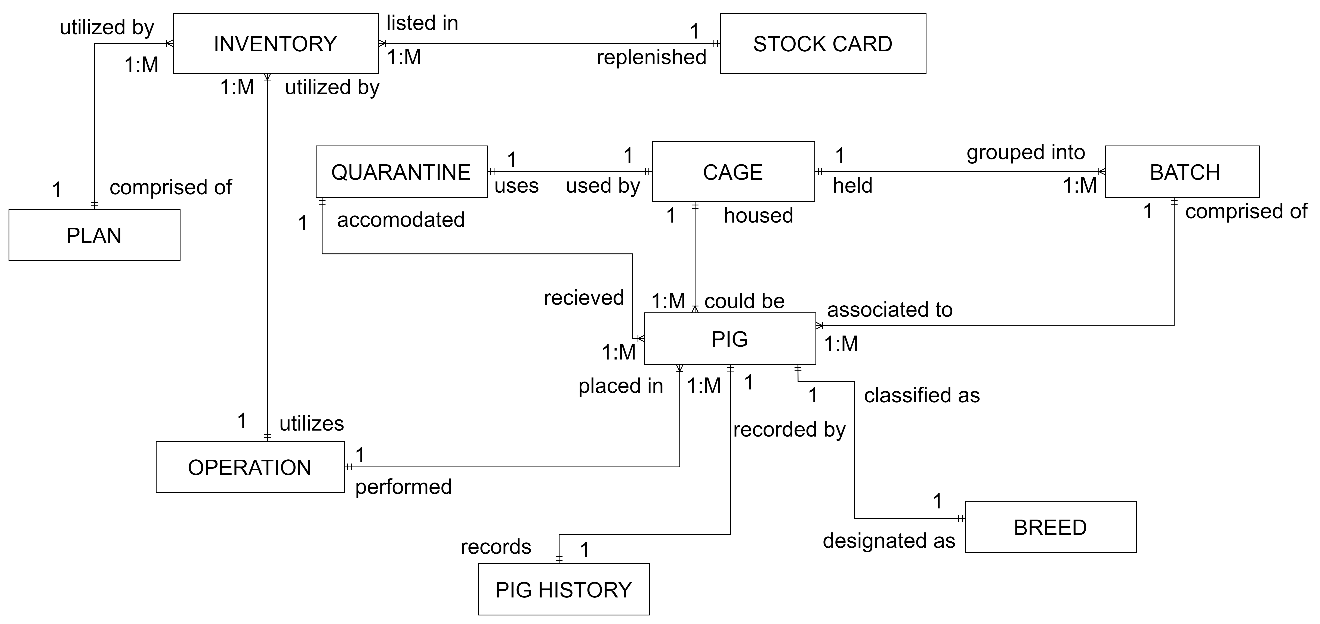 utilized by
1:M
INVENTORY
listed in
1:M
1
replenished
STOCK CARD
1:M
utilized by
1
comprised of
PLAN
QUARANTINE
1
uses
1
used by
CAGE
1
held
grouped into
1:M
BATCH
1
accomodated
1
housed
1
comprised of
recieved
1:M
1:M
could be
PIG
associated to
1:M
placed in
1:M
1
recorded by
1
classified as
1
utilizes
OPERATION
1
performed
1
designated as
BREED
records
1
PIG HISTORY